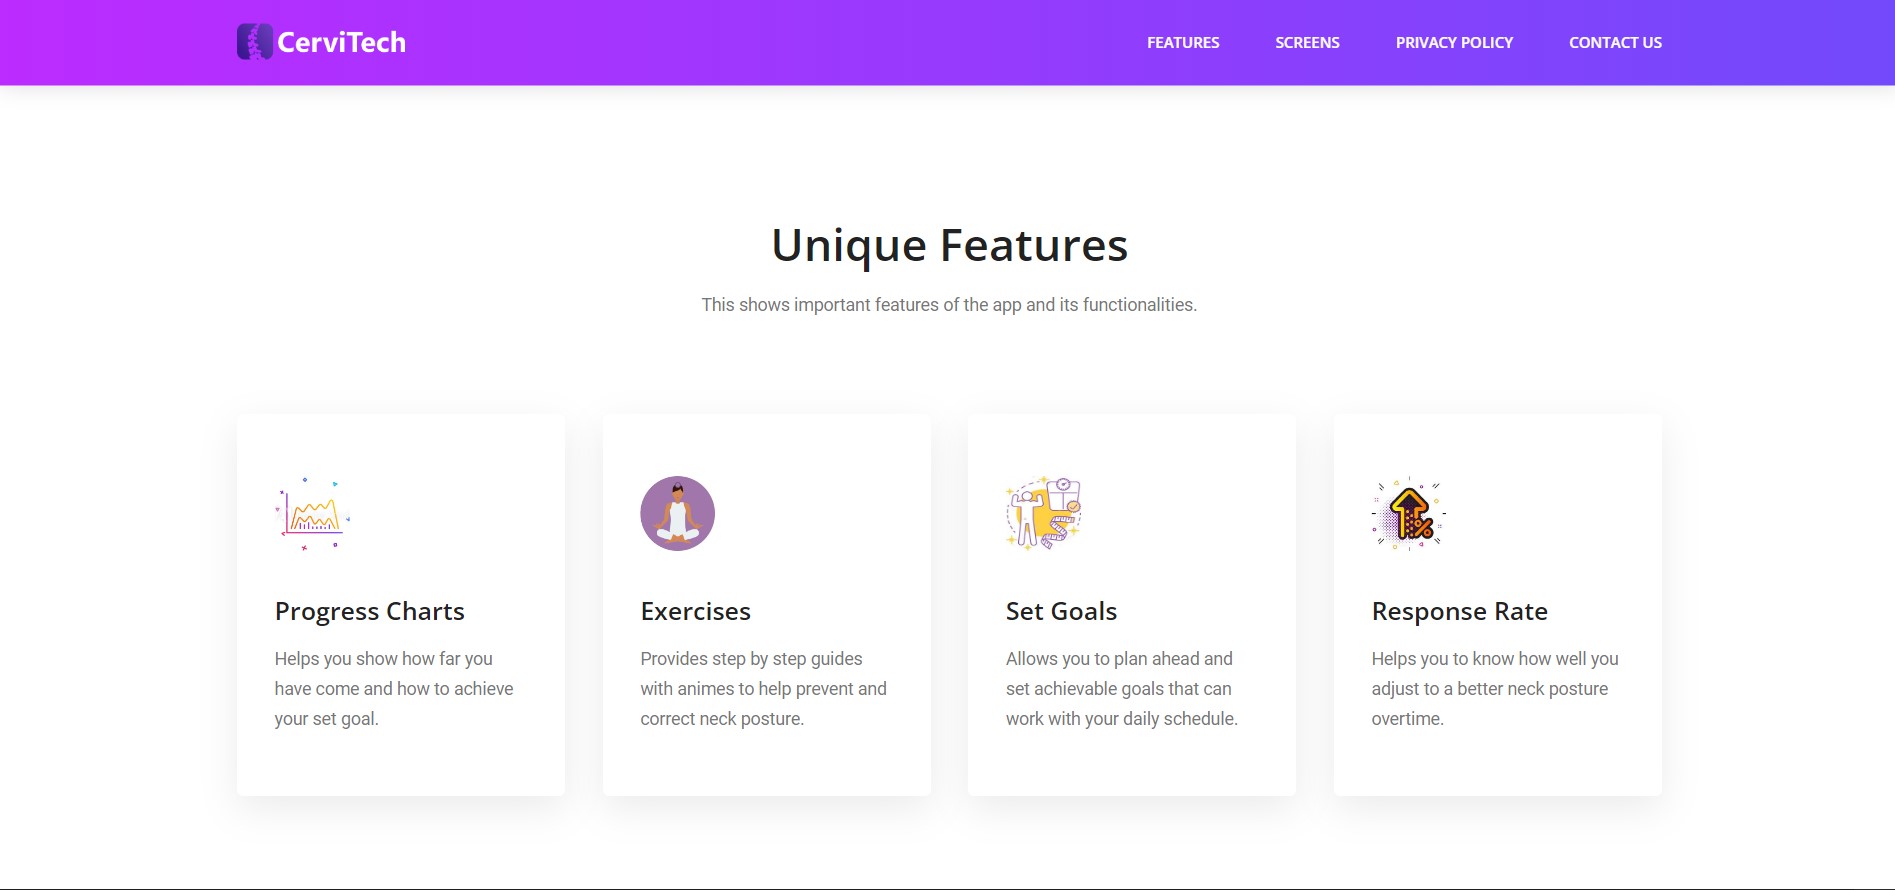 CerviTech
FEATURES
SCREENS
PRIVACY POLICY
CONTACT US
Unique Features
This shows important features of the app and its functionalities.
Progress Charts
Helps you show how far you
have come and how to achieve
your set goal.
Exercises
Provides step by step guides
with animes to help prevent and
correct neck posture.
Set Goals
Allows you to plan ahead and
set achievable goals that can
work with your daily schedule.
Response Rate
Helps you to know how well you
adjust to a better neck posture
overtime.